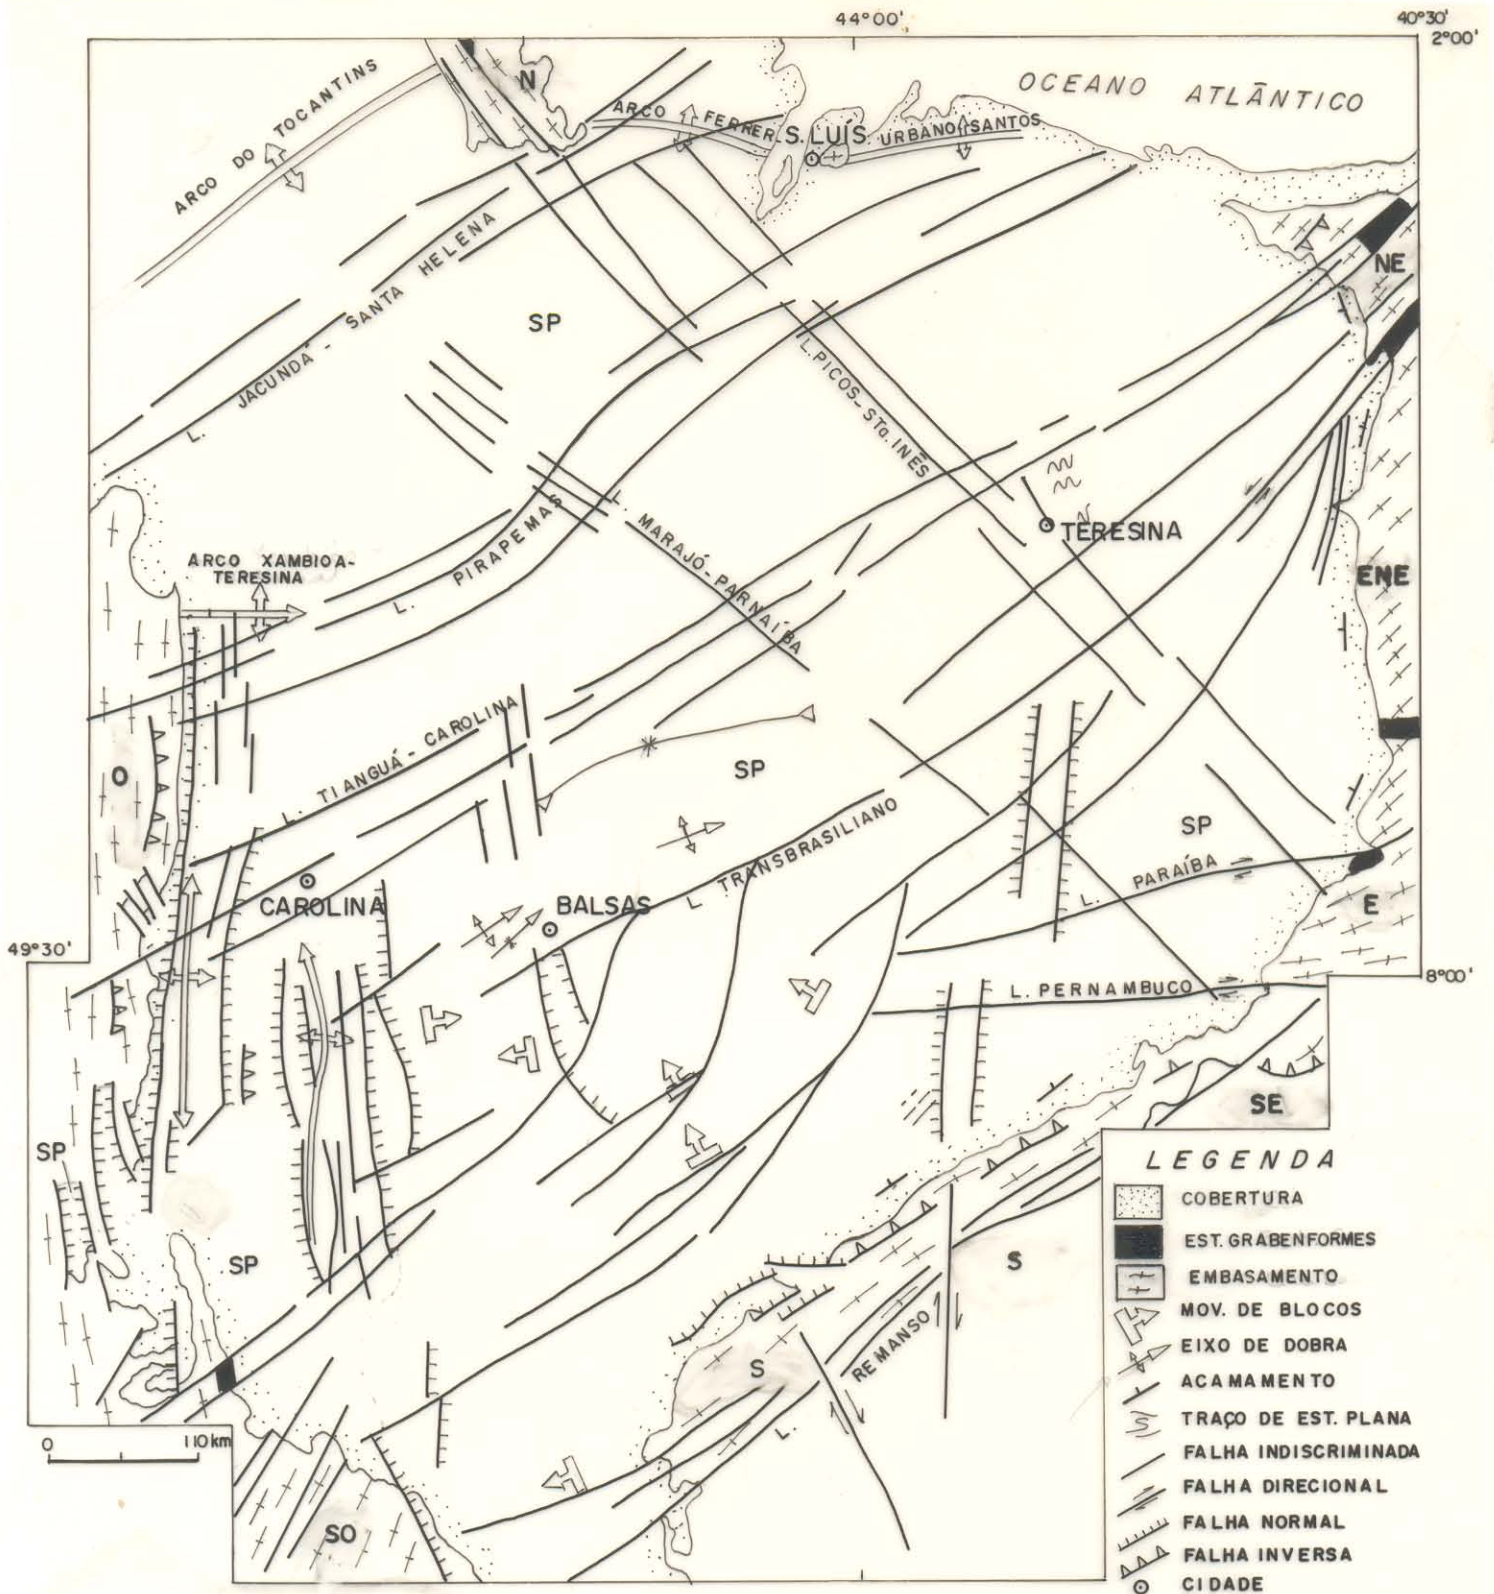 44°00'
40°30'
2°00'
OCEANO ATLÂNTICO
N
ARCO DO TOCANTINS
ARCO FERRER
S. LUÍS
URBANO SANTOS
NE
L. JACUNDÁ - SANTA HELENA
SP
L. PICOS - STa. INÊS
TERESINA
L. MARAJÓ - PARNAÍBA
L. PIRAPEMAS
ARCO XAMBIOA-
TERESINA
ENE
O
L. TIANGUÁ - CAROLINA
SP
SP
L. TRANSBRASILIANO
L. PARAÍBA
CAROLINA
BALSAS
E
49°30'
8°00'
L. PERNAMBUCO
SE
SP
SP
S
S
L. REMANSO
SO
0 110 km
LEGENDA
COBERTURA
EST. GRABENFORMES
EMBASAMENTO
MOV. DE BLOCOS
EIXO DE DOBRA
ACAMAMENTO
TRAÇO DE EST. PLANA
FALHA INDISCRIMINADA
FALHA DIRECIONAL
FALHA NORMAL
FALHA INVERSA
CIDADE